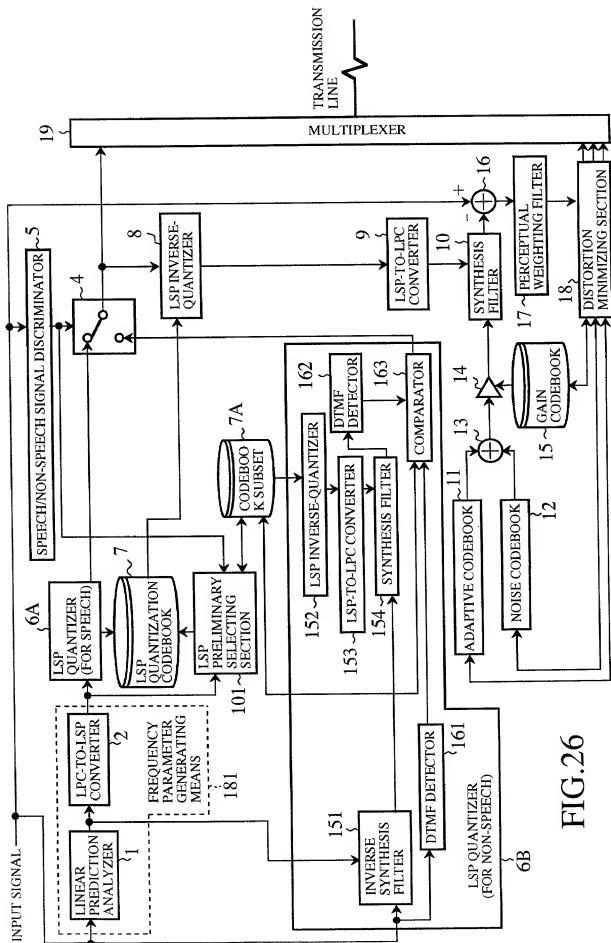 INPUT SIGNAL
LINEAR
PREDICTION
ANALYZER
1
LPC-TO-LSP
CONVERTER
2
FREQUENCY
PARAMETER
GENERATING
MEANS
181
6A
LSP
QUANTIZER
(FOR SPEECH)
7
LSP
QUANTIZATION
CODEBOOK
LSP
PRELIMINARY
SELECTING
SECTION
101
SPEECH/NON-SPEECH SIGNAL DISCRIMINATOR
5
4
8
LSP INVERSE-
QUANTIZER
19
MULTIPLEXER
TRANSMISSION
LINE
7A
CODEBOO
K SUBSET
LSP INVERSE-QUANTIZER
152
LSP-TO-LPC CONVERTER
153
SYNTHESIS FILTER
154
162
DTMF
DETECTOR
163
COMPARATOR
151
INVERSE
SYNTHESIS
FILTER
DTMF DETECTOR
161
LSP QUANTIZER
(FOR NON-SPEECH)
6B
9
LSP-TO-LPC
CONVERTER
10
SYNTHESIS
FILTER
+
-
16
17
PERCEPTUAL
WEIGHTING FILTER
18
DISTORTION
MINIMIZING SECTION
ADAPTIVE CODEBOOK
11
NOISE CODEBOOK
12
13
14
GAIN
CODEBOOK
15
FIG.26